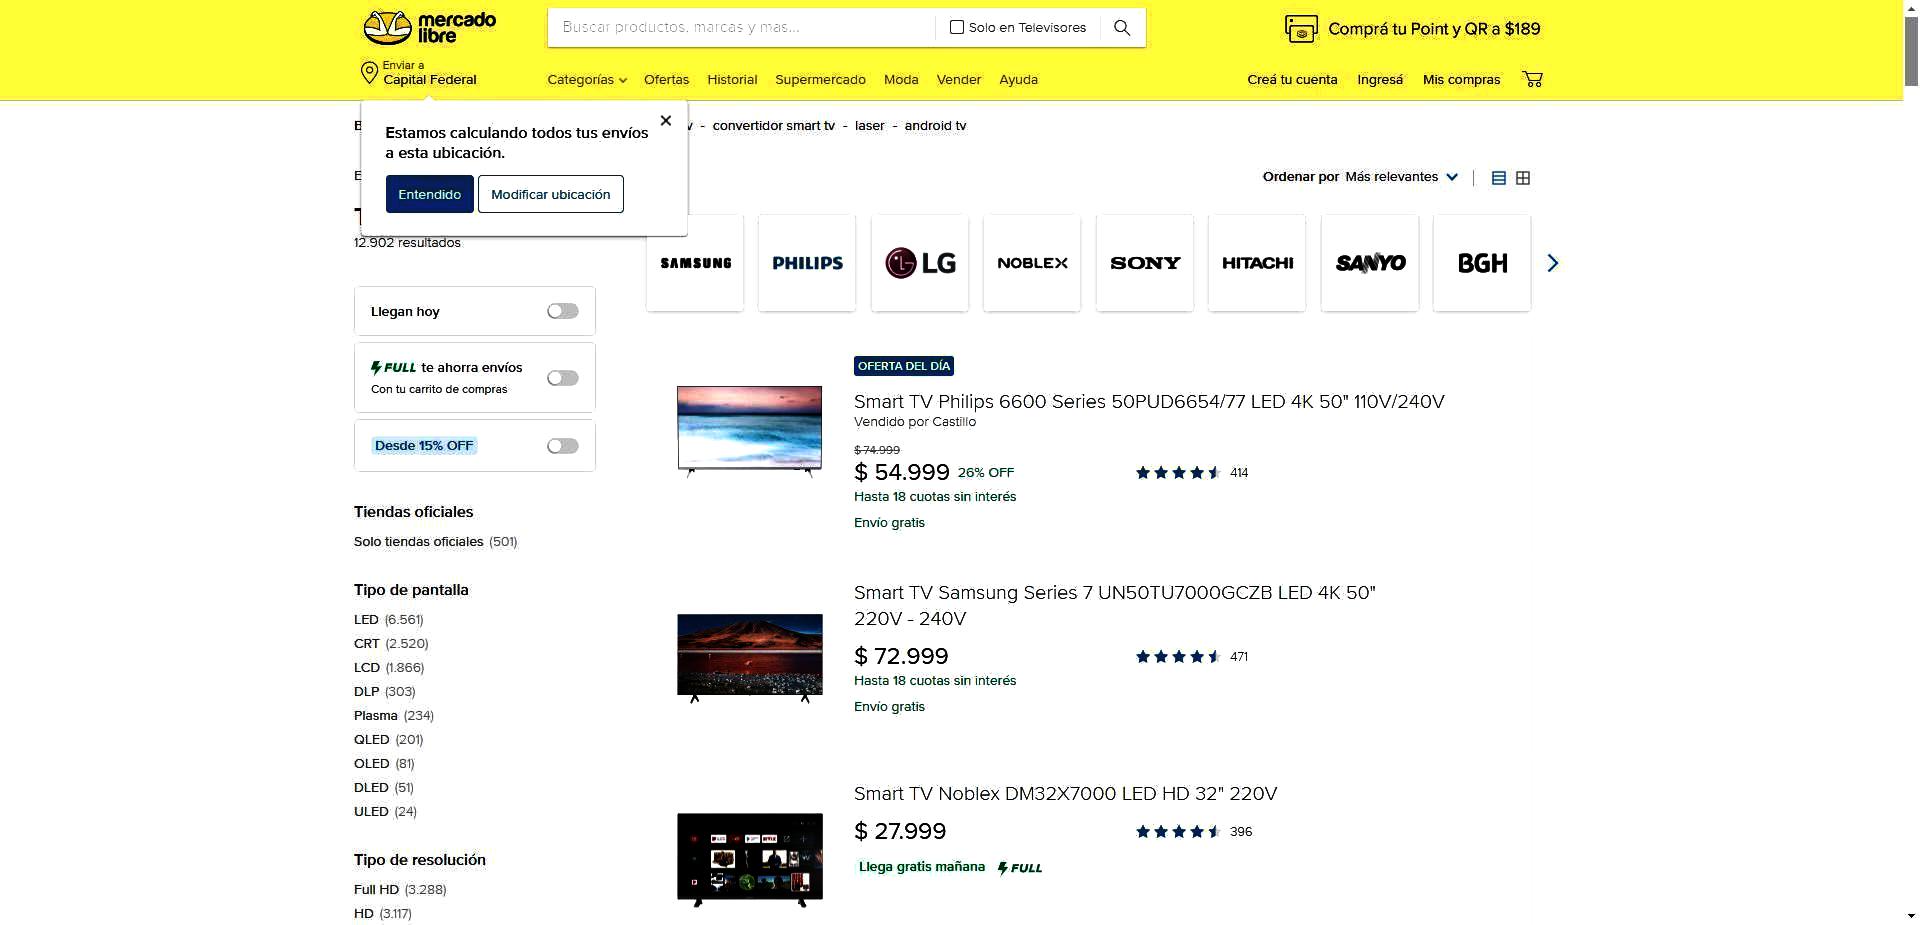 mercado
libre
Buscar productos, marcas y más...
Solo en Televisores
Comprá tu Point y QR a $189
Enviar a
Capital Federal
Categorías
Ofertas
Historial
Supermercado
Moda
Vender
Ayuda
Creá tu cuenta
Ingresá
Mis compras
Estamos calculando todos tus envíos
a esta ubicación.
Entendido
Modificar ubicación
- convertidor smart tv - laser - android tv
Ordenar por Más relevantes
12.902 resultados
SAMSUNG
PHILIPS
LG
NOBLEX
SONY
HITACHI
SANYO
BGH
Llegan hoy
FULL te ahorra envíos
Con tu carrito de compras
Desde 15% OFF
Tiendas oficiales
Solo tiendas oficiales (501)
Tipo de pantalla
LED (6.561)
CRT (2.520)
LCD (1.866)
DLP (303)
Plasma (234)
QLED (201)
OLED (81)
DLED (51)
ULED (24)
Tipo de resolución
Full HD (3.288)
HD (3.117)
OFERTA DEL DÍA
Smart TV Philips 6600 Series 50PUD6654/77 LED 4K 50" 110V/240V
Vendido por Castillo
$ 74.999
$ 54.999 26% OFF
414
Hasta 18 cuotas sin interés
Envío gratis
Smart TV Samsung Series 7 UN50TU7000GCZB LED 4K 50"
220V - 240V
$ 72.999
471
Hasta 18 cuotas sin interés
Envío gratis
Smart TV Noblex DM32X7000 LED HD 32" 220V
$ 27.999
396
Llega gratis mañana FULL